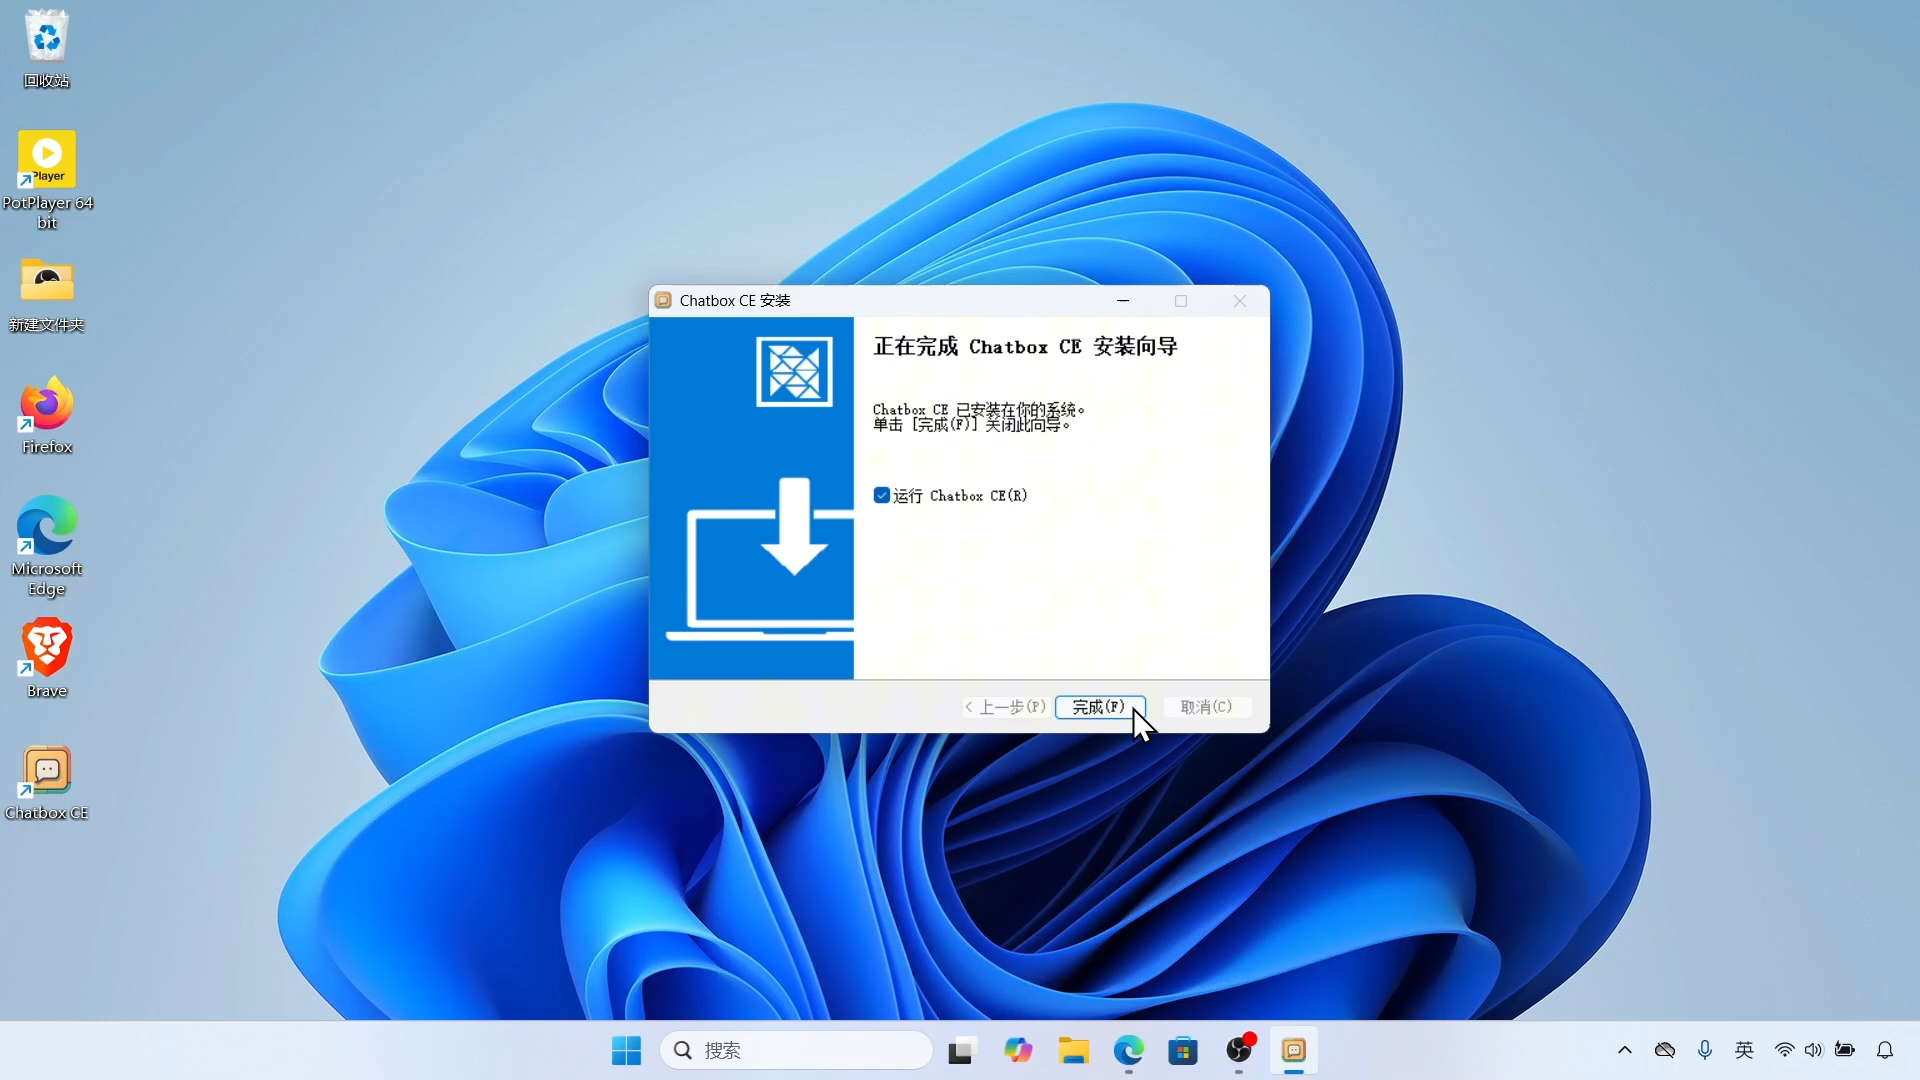 回收站
Player
PotPlayer 64
bit
新建文件夹
Firefox
Microsoft
Edge
Brave
Chatbox CE
Chatbox CE 安装
正在完成 Chatbox CE 安装向导
Chatbox CE 已安装在你的系统。
单击 [完成(F)] 关闭此向导。
运行 Chatbox CE(R)
< 上一步(P)
完成(F)
取消(C)
搜索
英